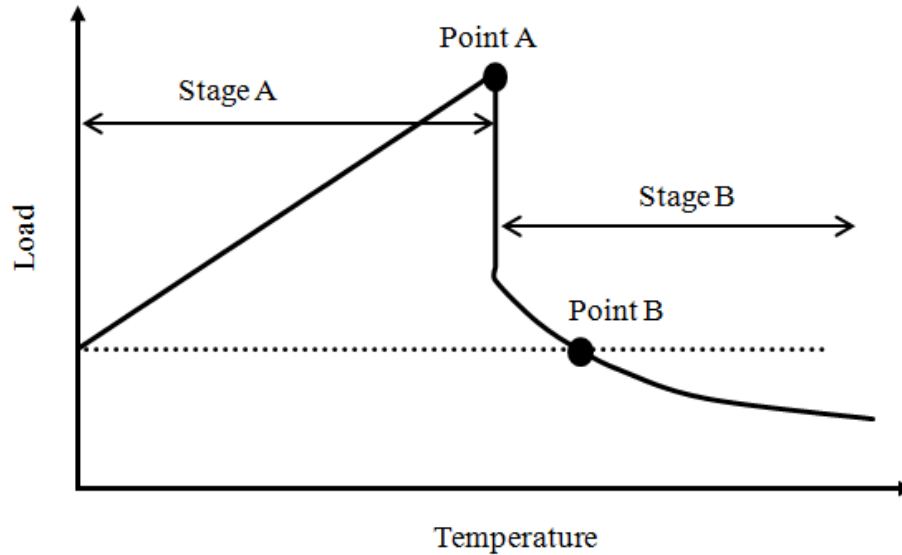 Point A
Stage A
Stage B
Load
Point B
Temperature